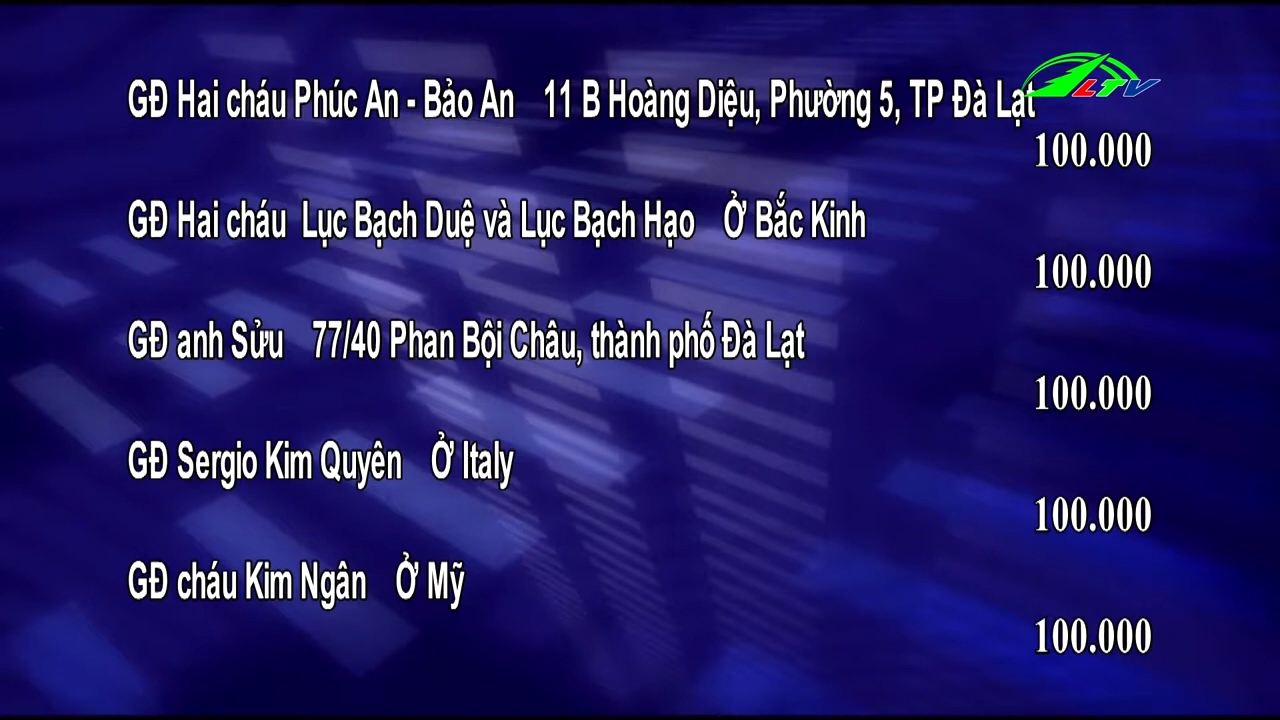 GĐ Hai cháu Phúc An - Bảo An 11 B Hoàng Diệu, Phường 5, TP Đà Lạt
LTV
100.000
GĐ Hai cháu Lục Bạch Duệ và Lục Bạch Hạo Ở Bắc Kinh
100.000
GĐ anh Sửu 77/40 Phan Bội Châu, thành phố Đà Lạt
100.000
GĐ Sergio Kim Quyên Ở Italy
100.000
GĐ cháu Kim Ngân Ở Mỹ
100.000